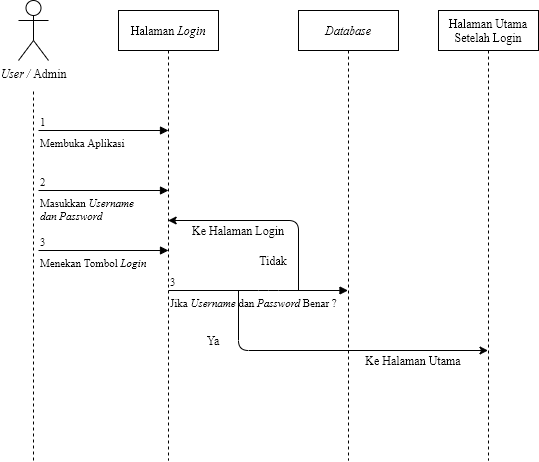 Halaman Login
Database
Halaman Utama
Setelah Login
User / Admin
1
Membuka Aplikasi
2
Masukkan Username
dan Password
Ke Halaman Login
3
Menekan Tombol Login
Tidak
3
Jika Username dan Password Benar ?
Ya
Ke Halaman Utama